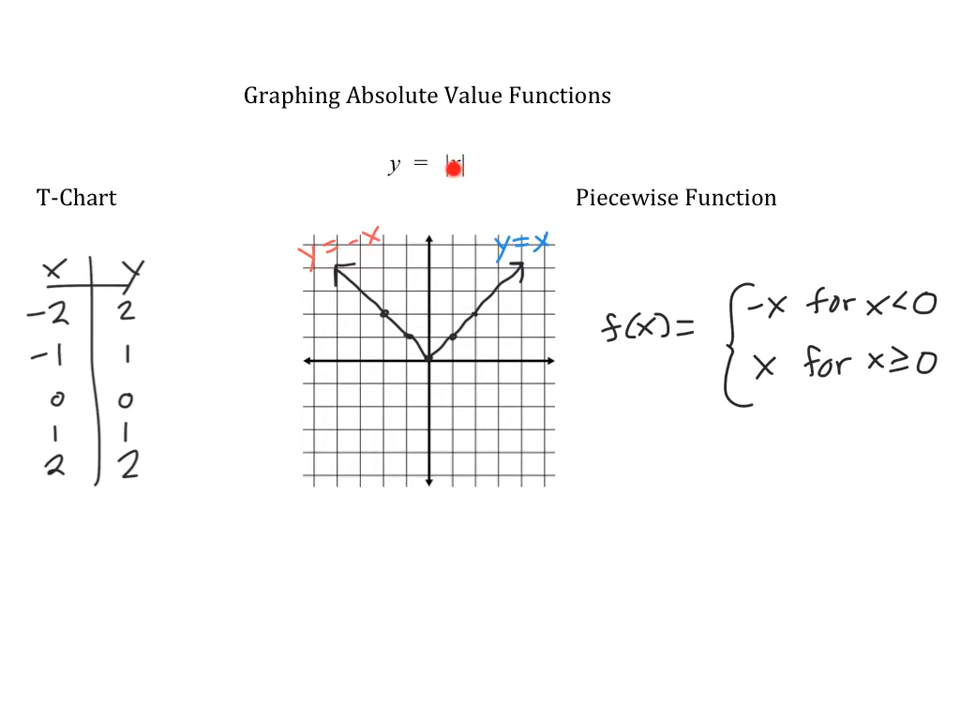 Graphing Absolute Value Functions
y = |x|
T-Chart
Piecewise Function
y = -x
y = x
x y
-2 2
-1 1
0 0
1 1
2 2
f(x) = { -x for x<0
x for x≥0